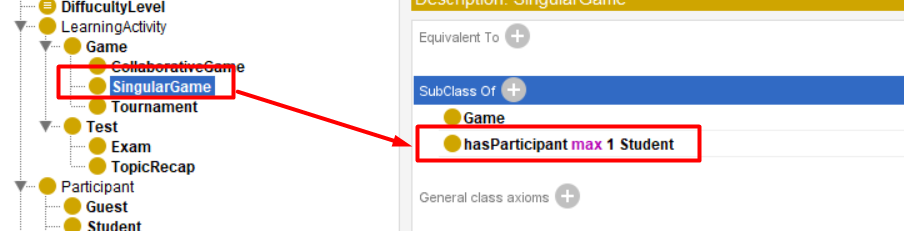 DiffucultyLevel
LearningActivity
Game
CollaborativeGame
SingularGame
Tournament
Test
Exam
TopicRecap
Participant
Guest
Student
Description: SingularGame
Equivalent To
SubClass Of
Game
hasParticipant max 1 Student
General class axioms